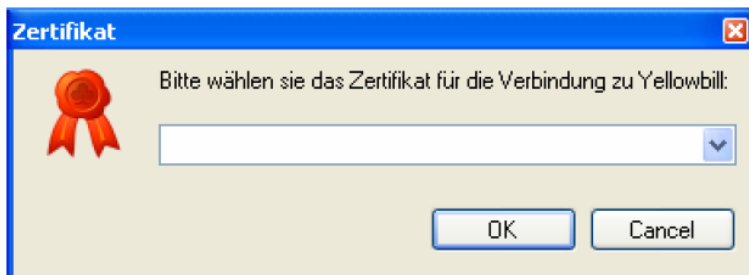 Zertifikat
Bitte wählen sie das Zertifikat für die Verbindung zu Yellowbill:
OK
Cancel